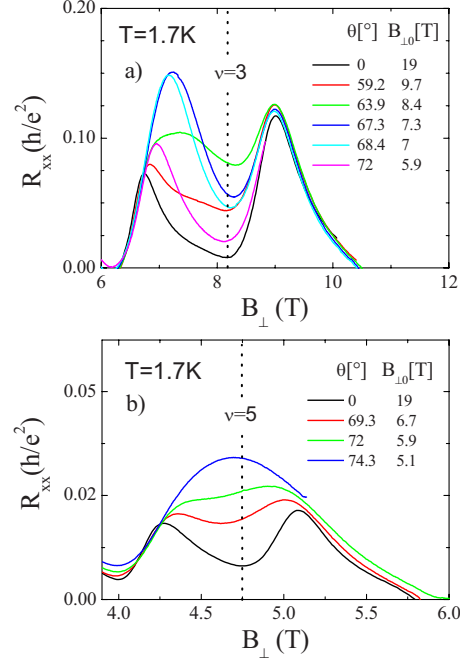 T=1.7K
a)
ν=3
θ[°] B⊥0[T]
0 19
59.2 9.7
63.9 8.4
67.3 7.3
68.4 7
72 5.9
0.20
0.10
0.00
Rxx(h/e²)
6 8 10 12
B⊥ (T)
T=1.7K
b)
ν=5
θ[°] B⊥0[T]
0 19
69.3 6.7
72 5.9
74.3 5.1
0.05
0.02
0.00
Rxx(h/e²)
4.0 4.5 5.0 5.5 6.0
B⊥ (T)